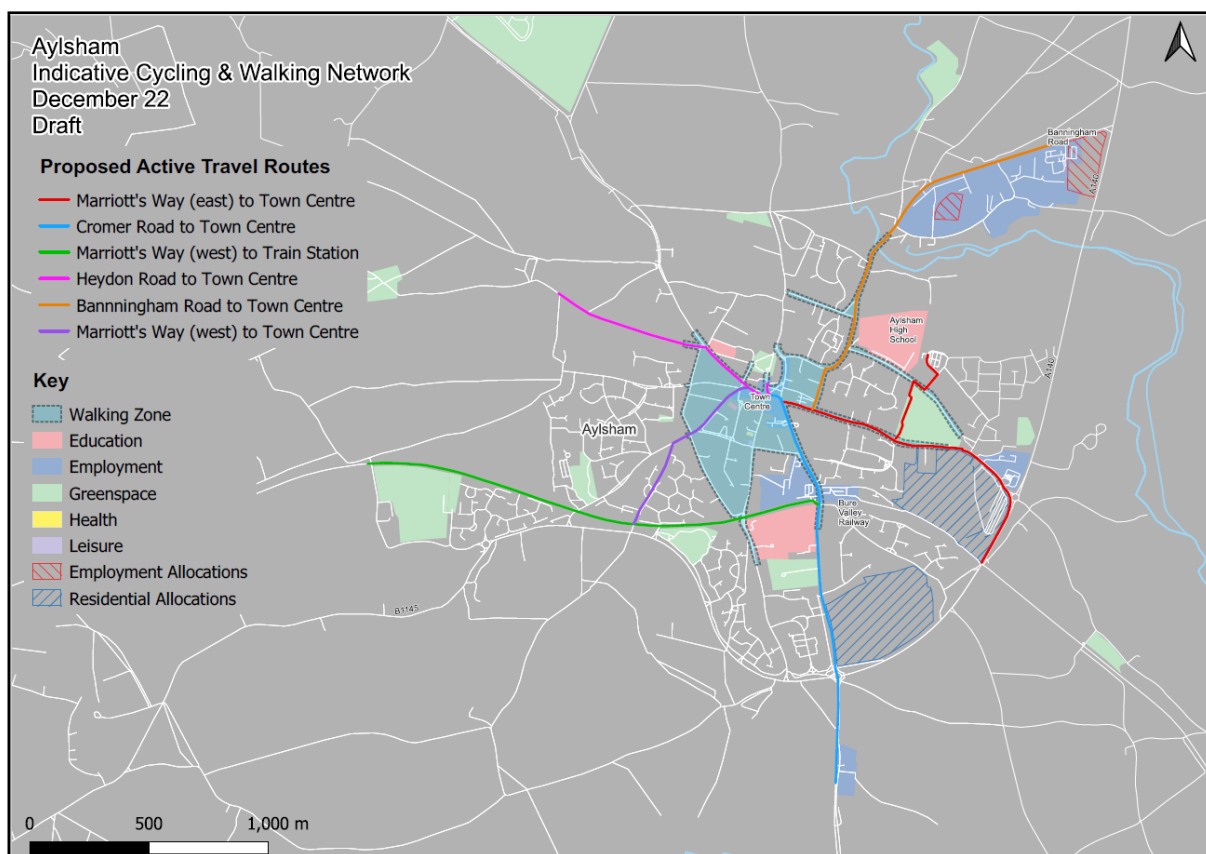 Aylsham
Indicative Cycling & Walking Network
December 22
Draft
Proposed Active Travel Routes
Marriott's Way (east) to Town Centre
Cromer Road to Town Centre
Marriott's Way (west) to Train Station
Heydon Road to Town Centre
Bannningham Road to Town Centre
Marriott's Way (west) to Town Centre
Key
Walking Zone
Education
Employment
Greenspace
Health
Leisure
Employment Allocations
Residential Allocations
Banningham
Road
A140
Aylsham
High
School
A140
Town
Centre
Aylsham
Bure
Valley
Railway
B1145
0 500 1,000 m